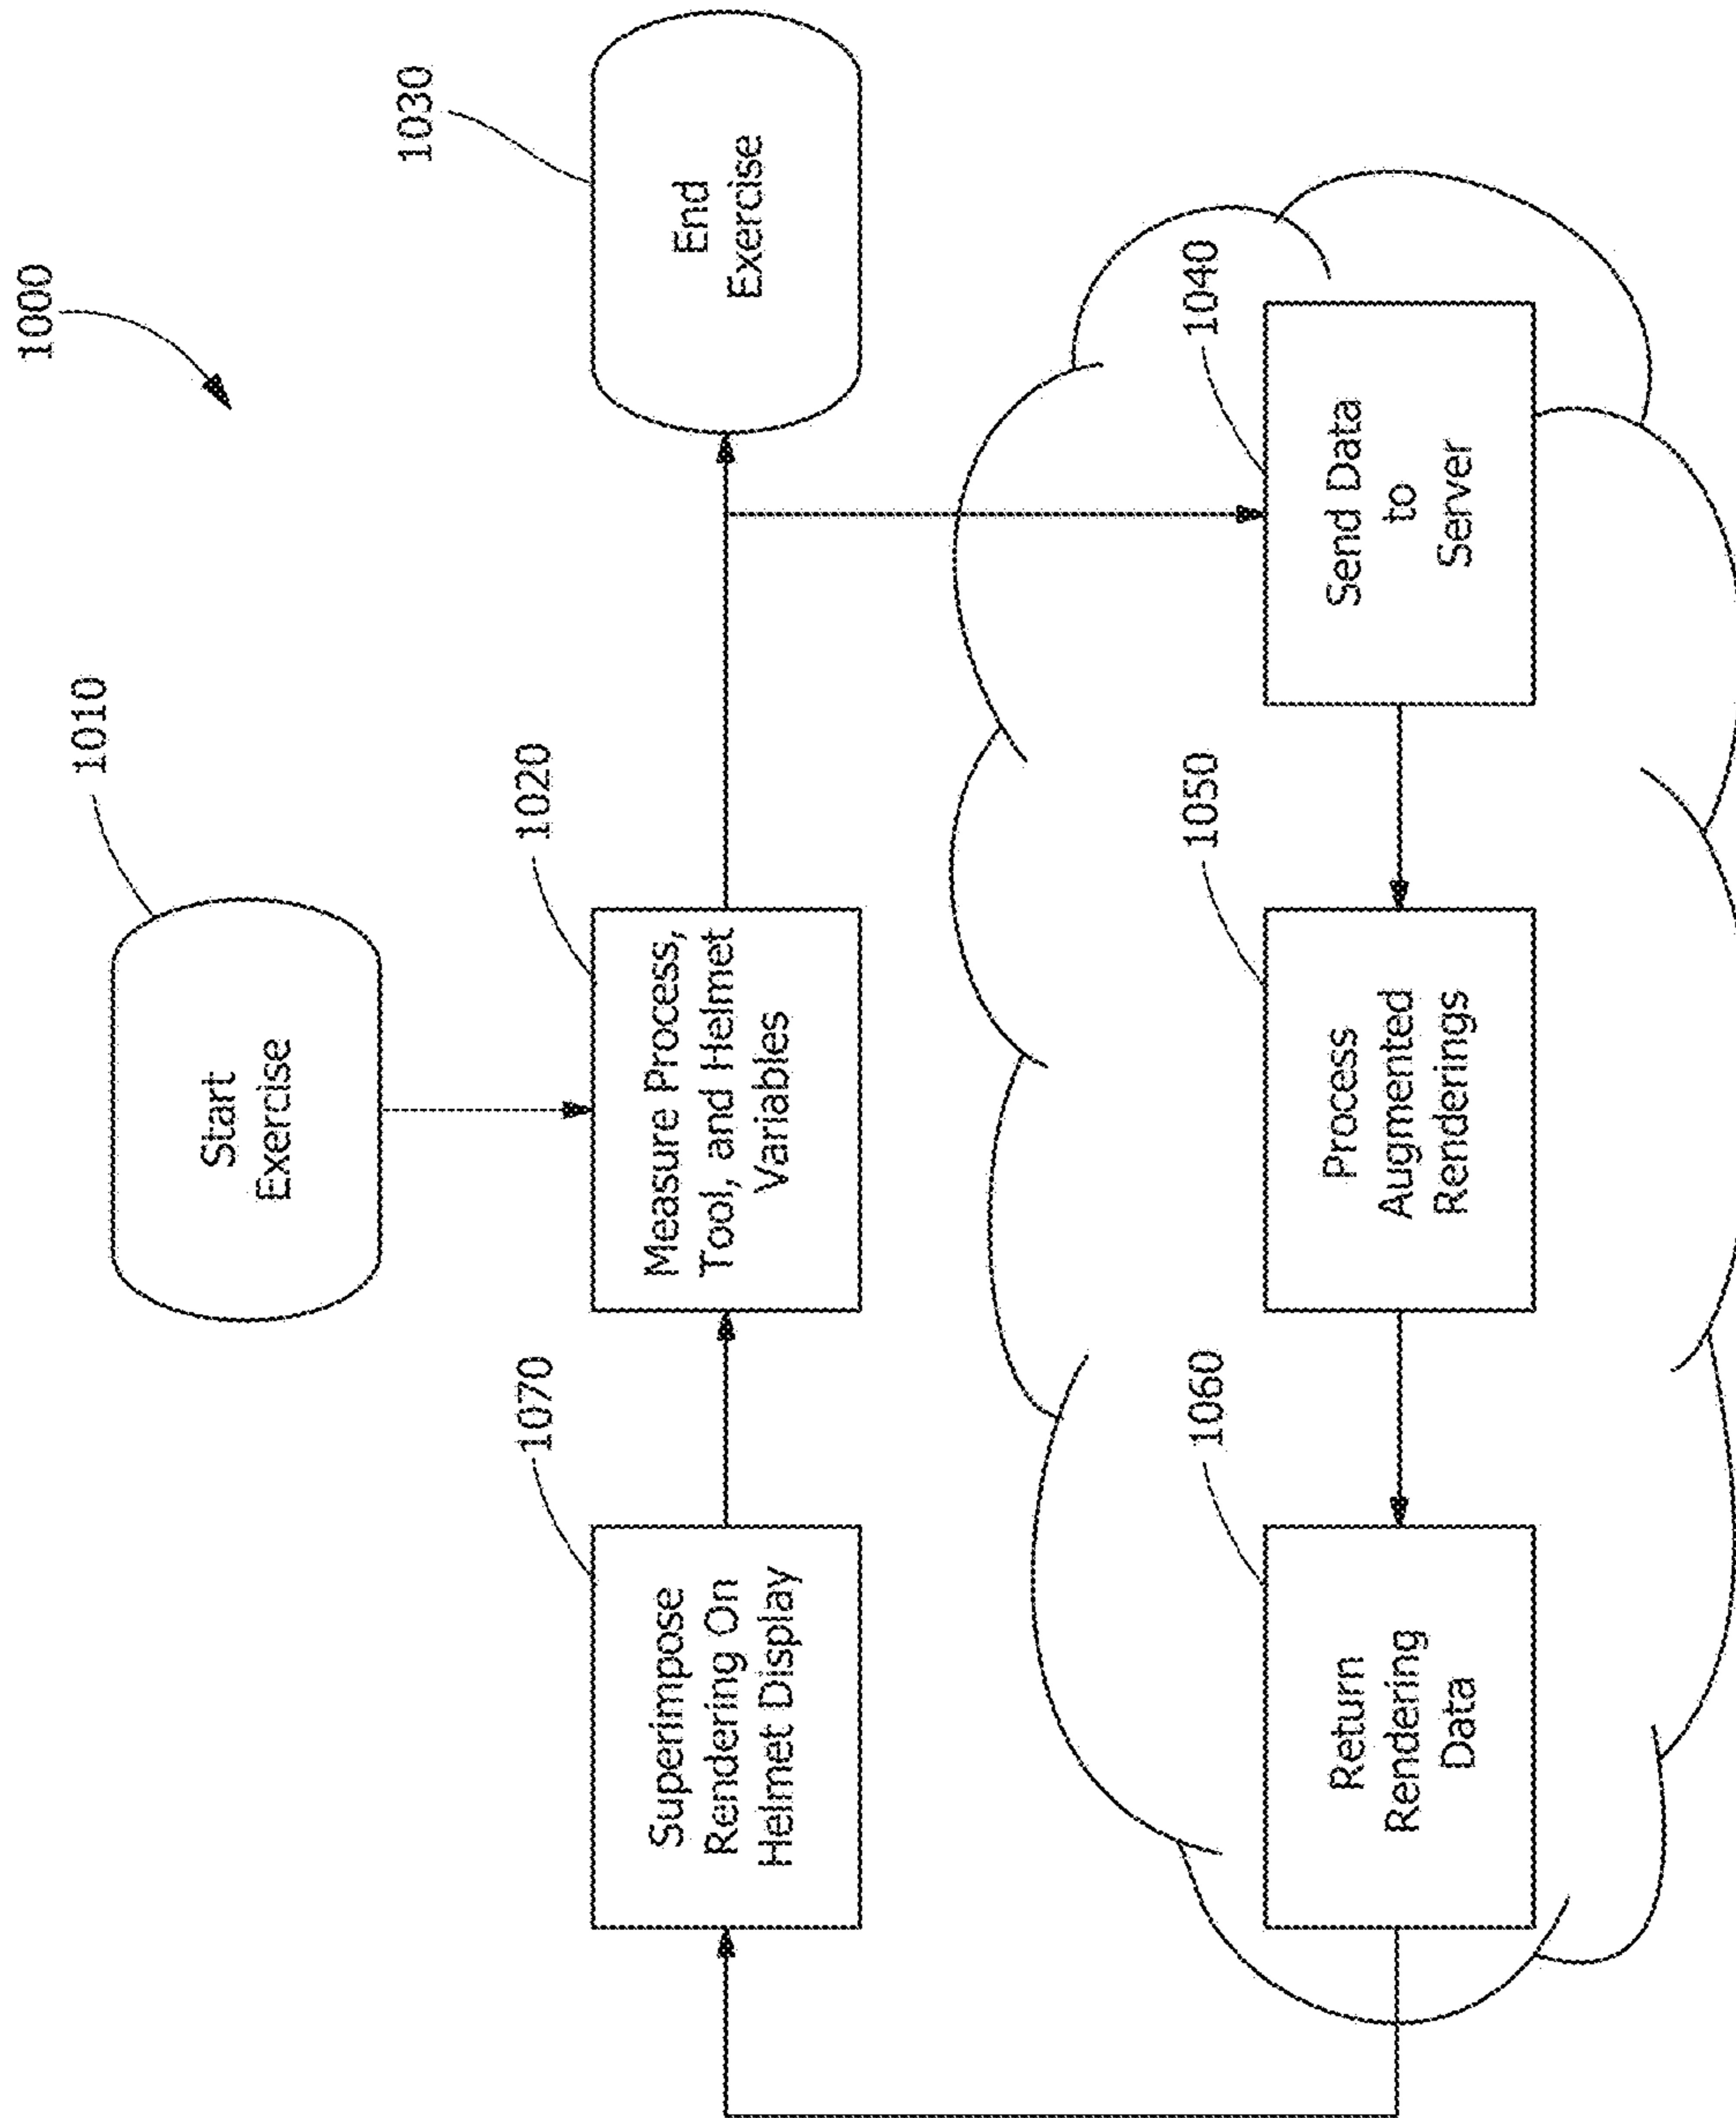 1000
1010
Start
Exercise
1070
Superimpose
Rendering On
Helmet Display
1020
Measure Process,
Tool, and Helmet
Variables
1030
End
Exercise
1060
Return
Rendering
Data
1050
Process
Augmented
Renderings
1040
Send Data
to
Server